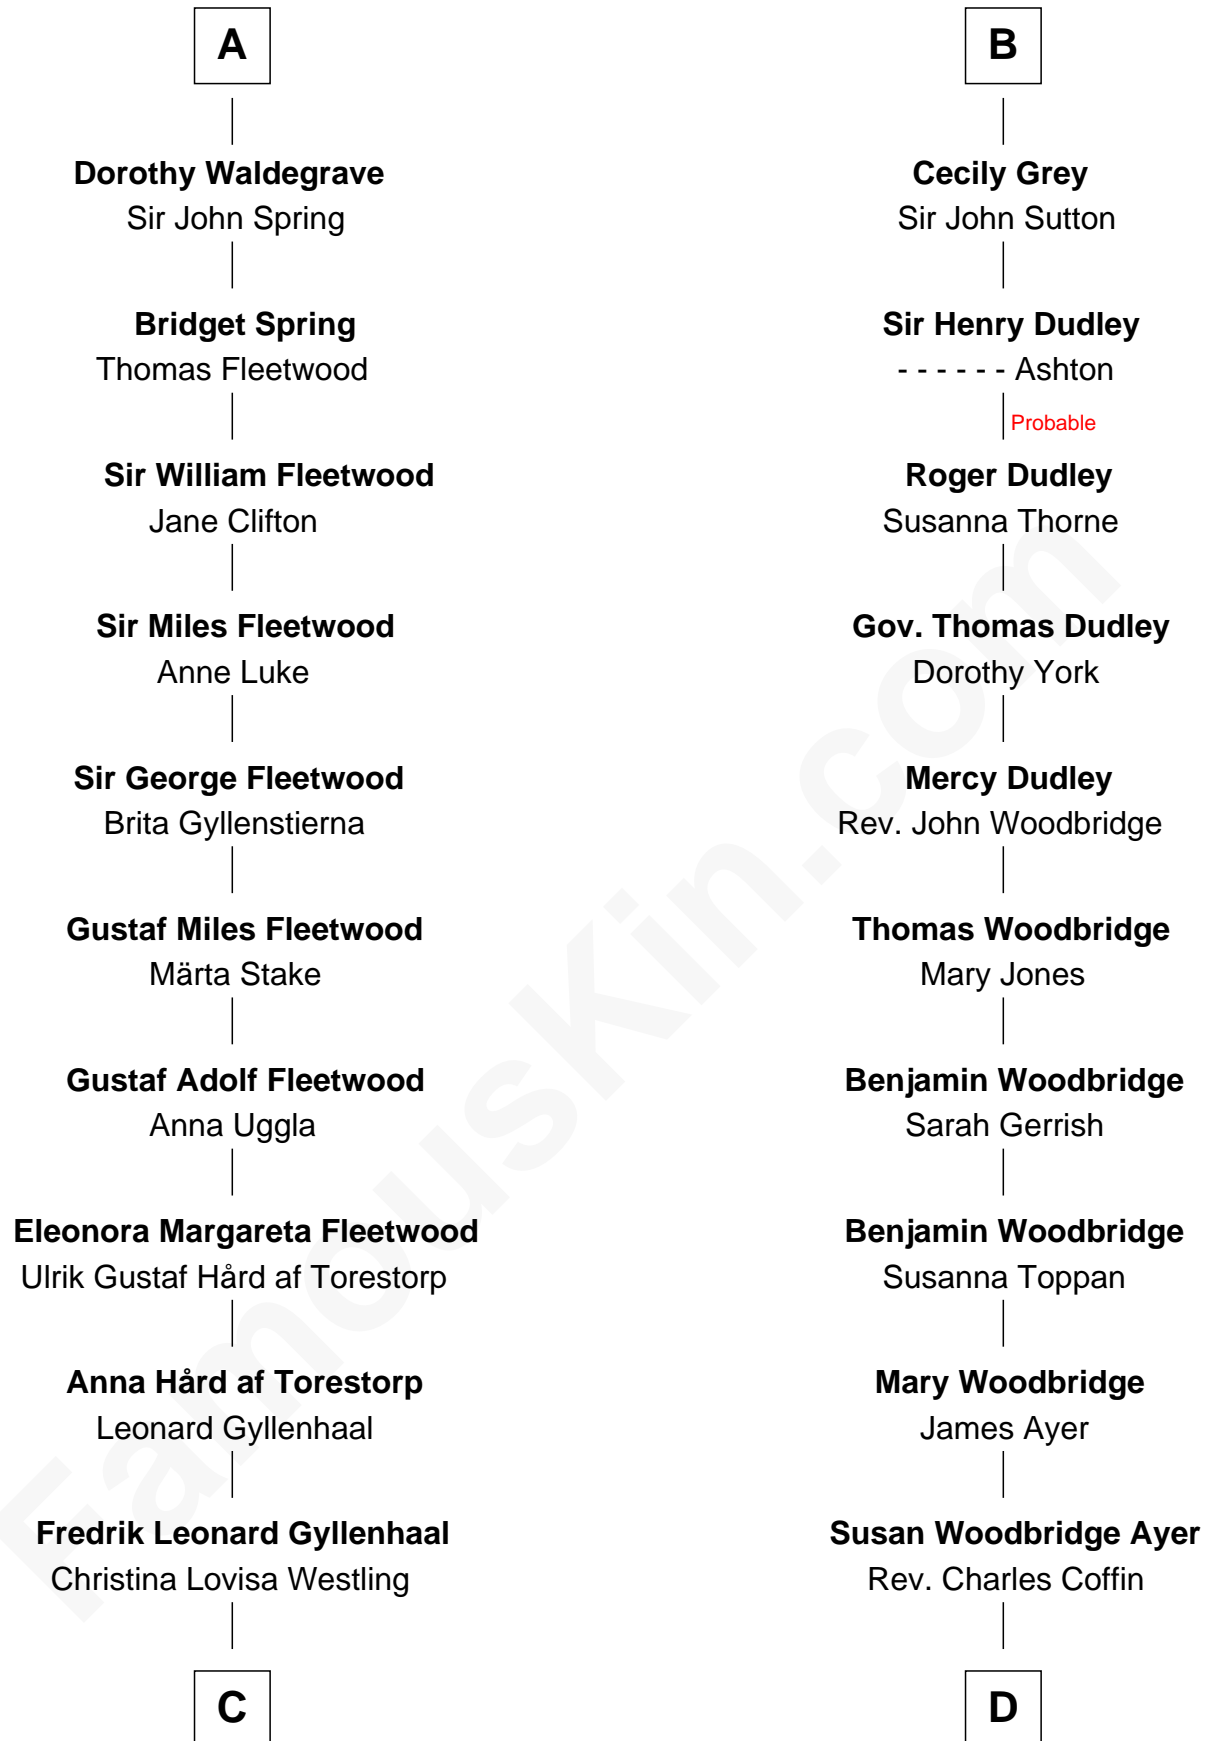 A
Dorothy Waldegrave
Sir John Spring
Bridget Spring
Thomas Fleetwood
Sir William Fleetwood
Jane Clifton
Sir Miles Fleetwood
Anne Luke
Sir George Fleetwood
Brita Gyllenstierna
Gustaf Miles Fleetwood
Märta Stake
Gustaf Adolf Fleetwood
Anna Uggla
Eleonora Margareta Fleetwood
Ulrik Gustaf Hård af Torestorp
Anna Hård af Torestorp
Leonard Gyllenhaal
Fredrik Leonard Gyllenhaal
Christina Lovisa Westling
C
B
Cecily Grey
Sir John Sutton
Sir Henry Dudley
- - - - - - Ashton
Probable
Roger Dudley
Susanna Thorne
Gov. Thomas Dudley
Dorothy York
Mercy Dudley
Rev. John Woodbridge
Thomas Woodbridge
Mary Jones
Benjamin Woodbridge
Sarah Gerrish
Benjamin Woodbridge
Susanna Toppan
Mary Woodbridge
James Ayer
Susan Woodbridge Ayer
Rev. Charles Coffin
D
FamousKin.com